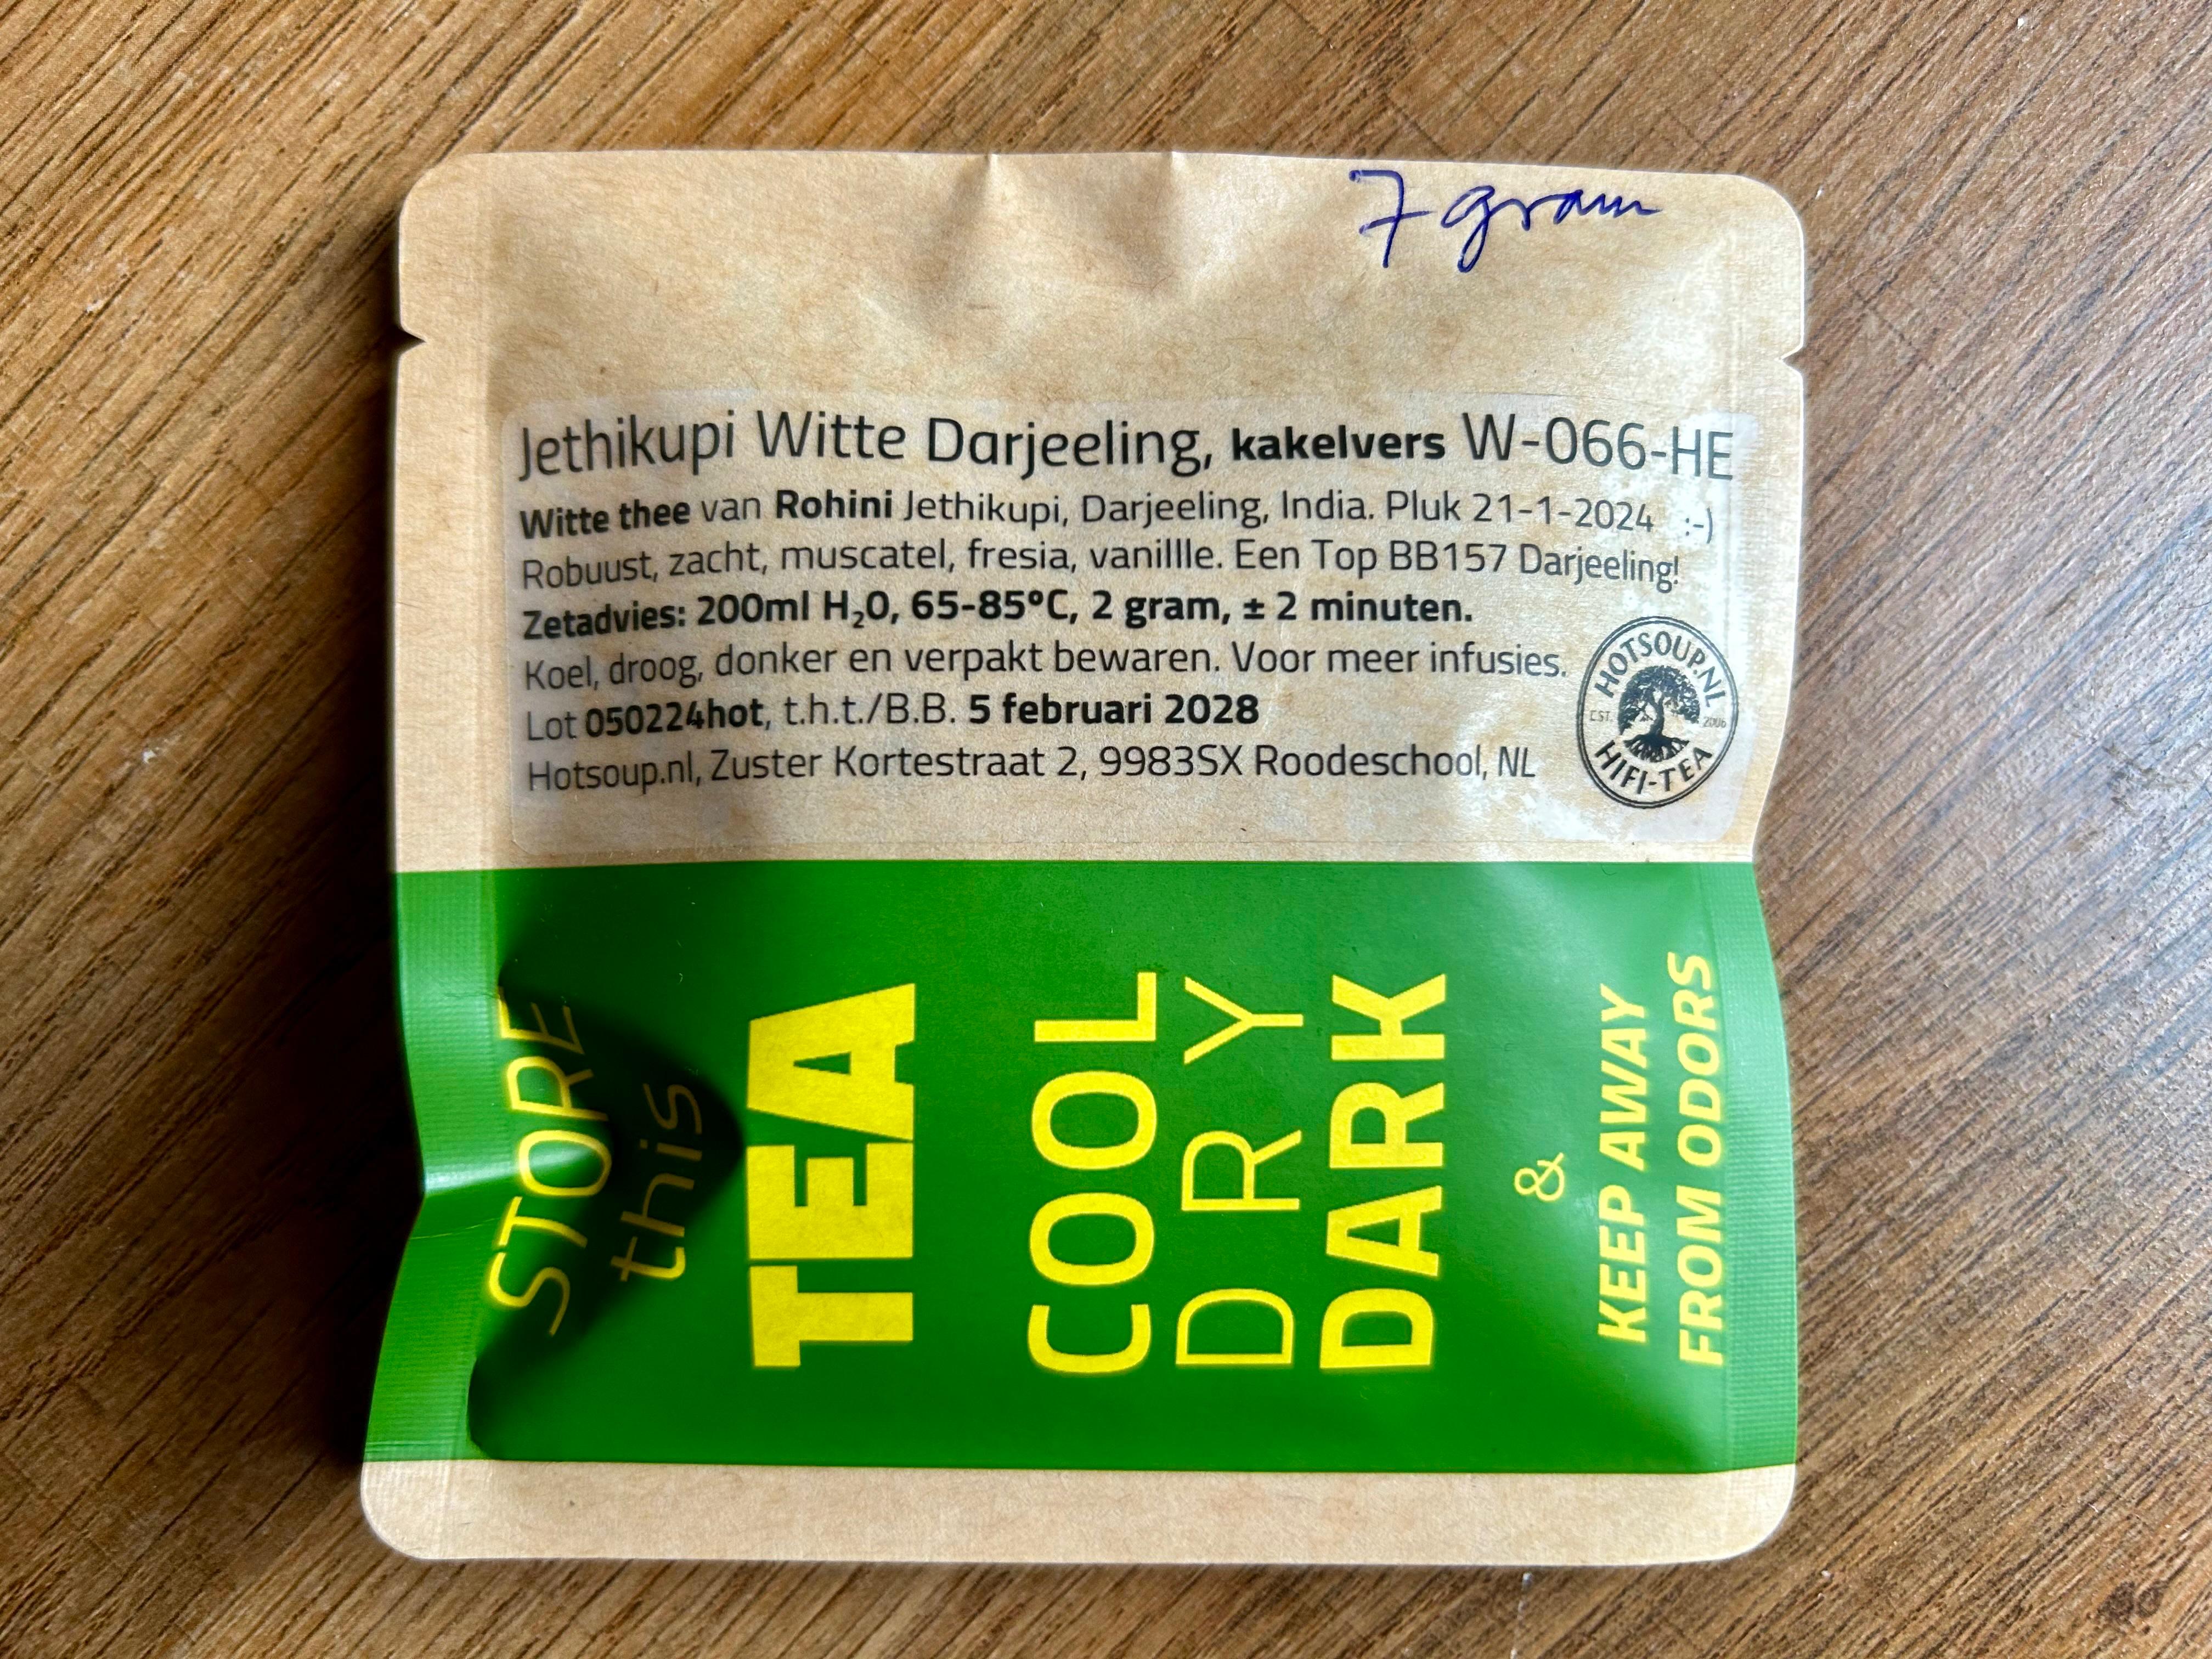 7 gram
Jethikupi Witte Darjeeling, kakelvers W-066-HE
Witte thee van Rohini Jethikupi, Darjeeling, India. Pluk 21-1-2024 :-)
Robuust, zacht, muscatel, fresia, vanillle. Een Top BB157 Darjeeling!
Zetadvies: 200ml H₂0, 65-85°C, 2 gram, ± 2 minuten.
Koel, droog, donker en verpakt bewaren. Voor meer infusies.
Lot 050224hot, t.h.t./B.B. 5 februari 2028
Hotsoup.nl, Zuster Kortestraat 2, 9983SX Roodeschool, NL
HOTSOUP.NL
EST. 2006
HIFI-TEA
STORE
this
TEA
COOL
DRY
DARK
&
KEEP AWAY
FROM ODORS